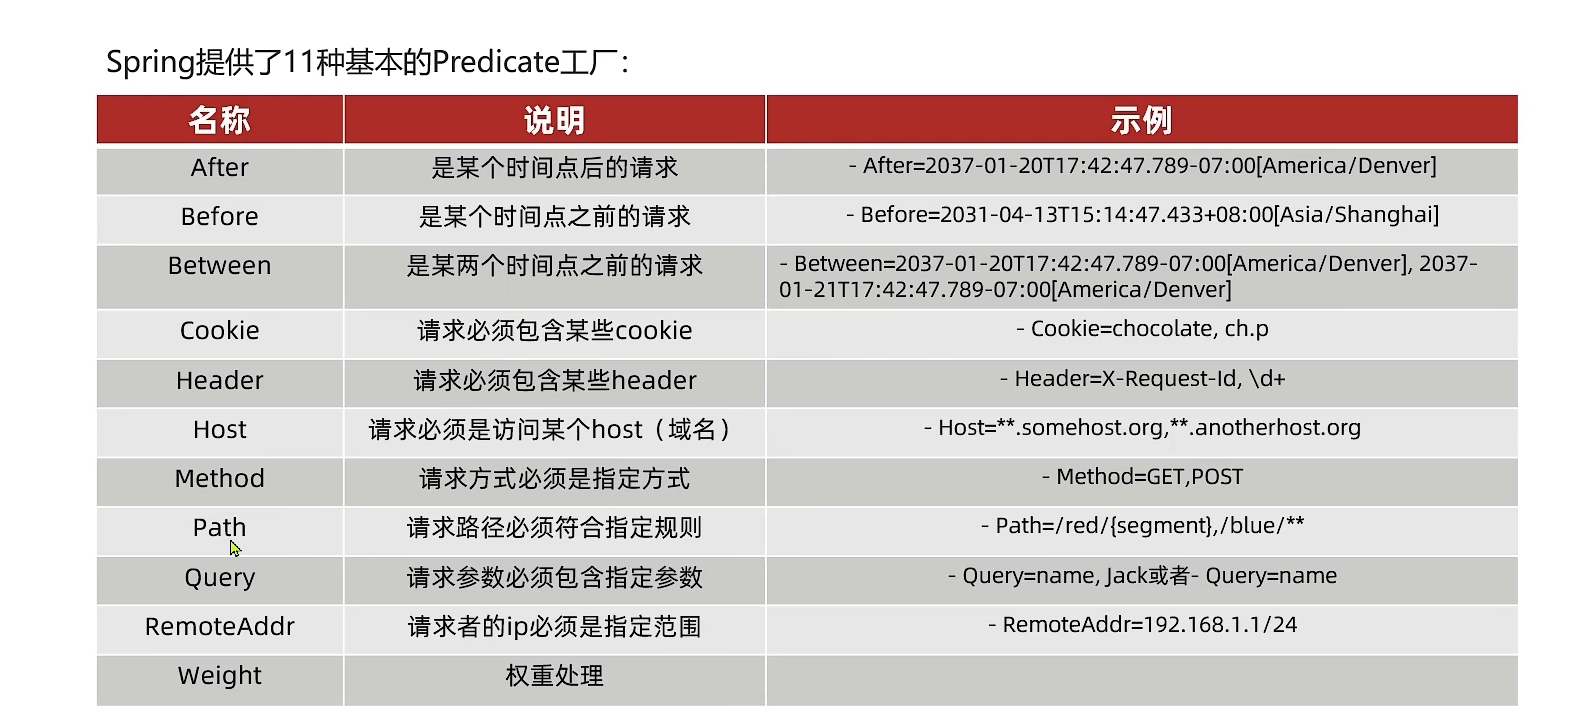 Spring提供了11种基本的Predicate工厂：
名称 说明 示例
After 是某个时间点后的请求 - After=2037-01-20T17:42:47.789-07:00[America/Denver]
Before 是某个时间点之前的请求 - Before=2031-04-13T15:14:47.433+08:00[Asia/Shanghai]
Between 是某两个时间点之前的请求 - Between=2037-01-20T17:42:47.789-07:00[America/Denver], 2037-
01-21T17:42:47.789-07:00[America/Denver]
Cookie 请求必须包含某些cookie - Cookie=chocolate, ch.p
Header 请求必须包含某些header - Header=X-Request-Id, \d+
Host 请求必须是访问某个host（域名） - Host=**.somehost.org,**.anotherhost.org
Method 请求方式必须是指定方式 - Method=GET,POST
Path 请求路径必须符合指定规则 - Path=/red/{segment},/blue/**
Query 请求参数必须包含指定参数 - Query=name, Jack或者- Query=name
RemoteAddr 请求者的ip必须是指定范围 - RemoteAddr=192.168.1.1/24
Weight 权重处理